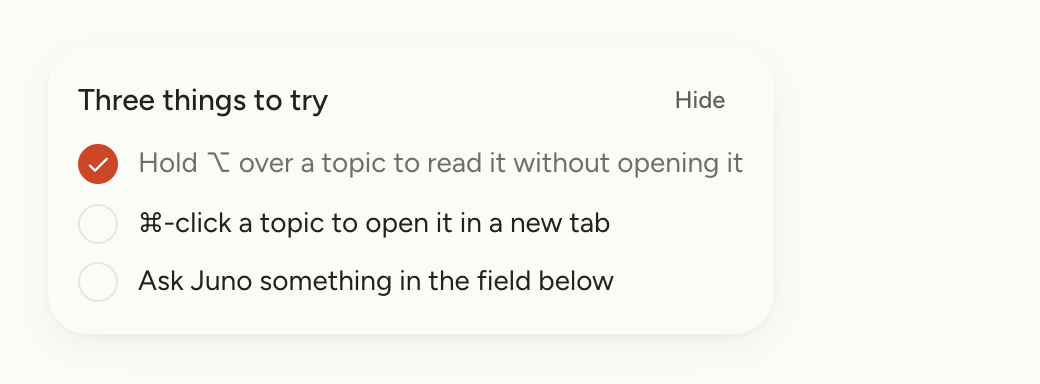 Three things to try
Hide
Hold ⌥ over a topic to read it without opening it
⌘-click a topic to open it in a new tab
Ask Juno something in the field below